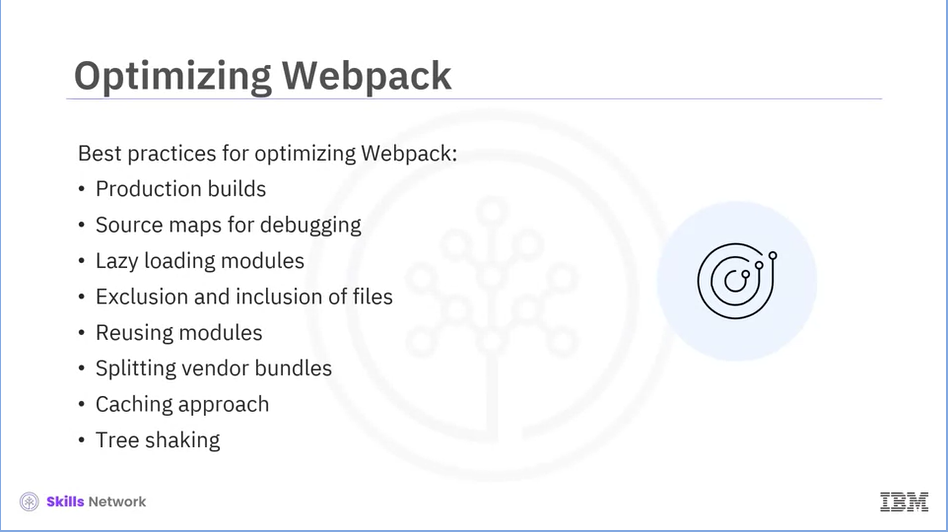 Optimizing Webpack
Best practices for optimizing Webpack:
• Production builds
• Source maps for debugging
• Lazy loading modules
• Exclusion and inclusion of files
• Reusing modules
• Splitting vendor bundles
• Caching approach
• Tree shaking
Skills Network
IBM